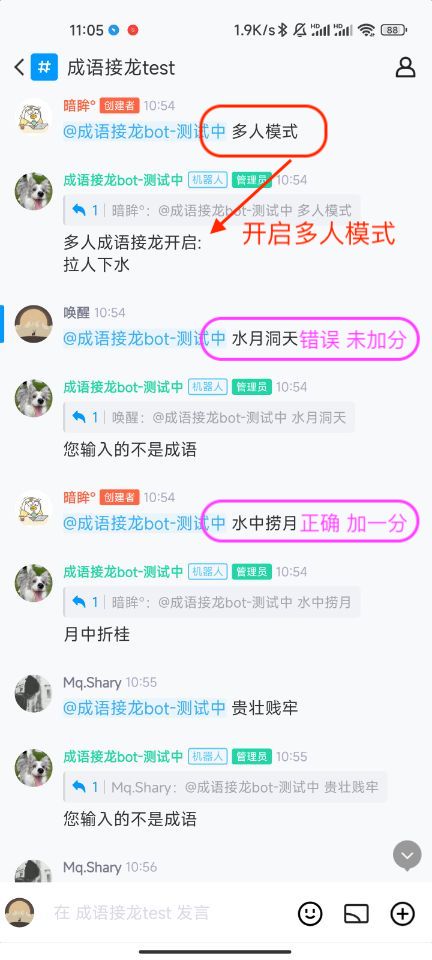 11:05 1.9K/s HD HD 88
# 成语接龙test
暗眸° 创建者 10:54
@成语接龙bot-测试中 多人模式
成语接龙bot-测试中 机器人 管理员 10:54
1 暗眸°：@成语接龙bot-测试中 多人模式
多人成语接龙开启:
开启多人模式
拉人下水
唤醒 10:54
@成语接龙bot-测试中 水月洞天 错误 未加分
成语接龙bot-测试中 机器人 管理员 10:54
1 唤醒：@成语接龙bot-测试中 水月洞天
您输入的不是成语
暗眸° 创建者 10:54
@成语接龙bot-测试中 水中捞月 正确 加一分
成语接龙bot-测试中 机器人 管理员 10:54
1 暗眸°：@成语接龙bot-测试中 水中捞月
月中折桂
Mq.Shary 10:55
@成语接龙bot-测试中 贵壮贱牢
成语接龙bot-测试中 机器人 管理员 10:55
1 Mq.Shary：@成语接龙bot-测试中 贵壮贱牢
您输入的不是成语
Mq.Shary 10:56
在 成语接龙test 发言